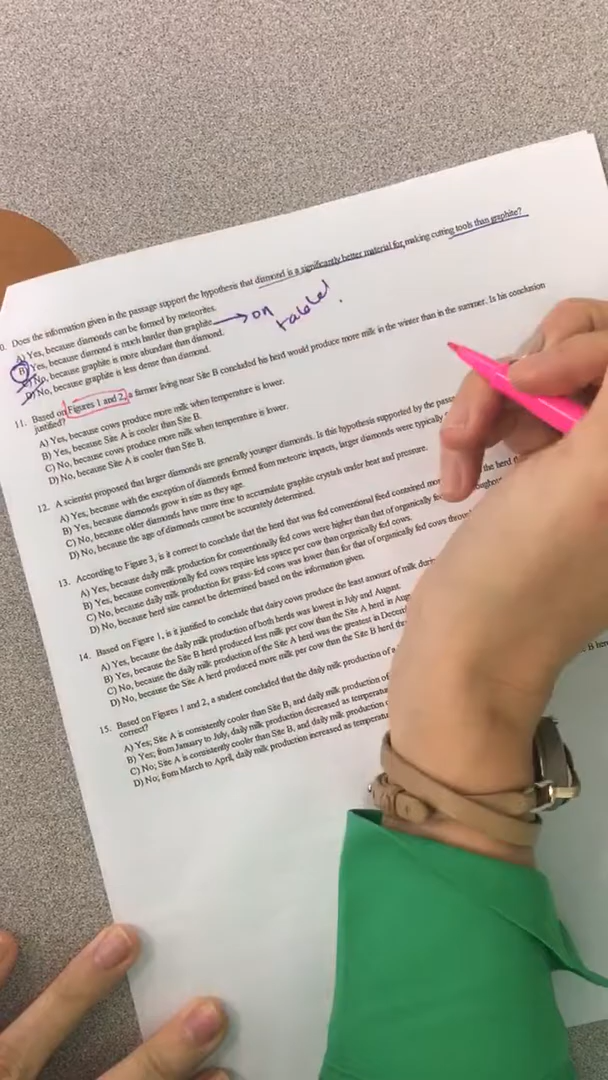 0. Does the information given in the passage support the hypothesis that diamond is a significantly better material for making cutting tools than graphite?
A) Yes, because diamonds can be formed by meteorites.
B) Yes, because diamond is much harder than graphite. → on table!
C) No, because graphite is more abundant than diamond.
D) No, because graphite is less dense than diamond.
11. Based on Figures 1 and 2, a farmer living near Site B concluded his herd would produce more milk in the winter than in the summer. Is his conclusion
justified?
A) Yes, because cows produce more milk when temperature is lower.
B) Yes, because Site A is cooler than Site B.
C) No, because cows produce more milk when temperature is lower.
D) No, because Site A is cooler than Site B.
12. A scientist proposed that larger diamonds are generally younger diamonds. Is this hypothesis supported by the
A) Yes, because with the exception of diamonds formed from meteoric impacts, larger diamonds were typically
B) Yes, because diamonds grow in size as they age.
C) No, because older diamonds have more time to accumulate graphite crystals under heat and pressure.
D) No, because the age of diamonds cannot be accurately determined.
13. According to Figure 3, is it correct to conclude that the herd that was fed conventional feed contained the herd
A) Yes, because daily milk production for conventionally fed cows were higher than that of organically
B) Yes, because conventionally fed cows require less space per cow than organically fed cows.
C) No, because daily milk production for grass-fed cows was lower than for that of organically fed cows
D) No, because herd size cannot be determined based on the information given.
14. Based on Figure 1, is it justified to conclude that dairy cows produce the least amount of milk
A) Yes, because the daily milk production of both herds was lowest in July and August.
B) Yes, because the Site B herd produced less milk per cow than the Site A herd in
C) No, because the daily milk production of the Site A herd was the greatest in
D) No, because the Site A herd produced more milk per cow than the Site B herd
15. Based on Figures 1 and 2, a student concluded that the daily milk production of B
correct?
A) Yes; Site A is consistently cooler than Site B, and daily milk production of
B) Yes; from January to July, daily milk production decreased as
C) No; Site A is consistently cooler than Site B, and daily milk production
D) No; from March to April, daily milk production increased as